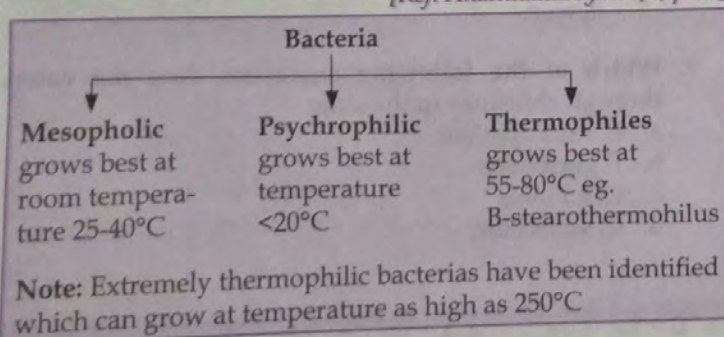 Bacteria
Mesopholic
grows best at
room tempera-
ture 25-40°C
Psychrophilic
grows best at
temperature
<20°C
Thermophiles
grows best at
55-80°C eg.
B-stearothermohilus
Note: Extremely thermophilic bacterias have been identified
which can grow at temperature as high as 250°C